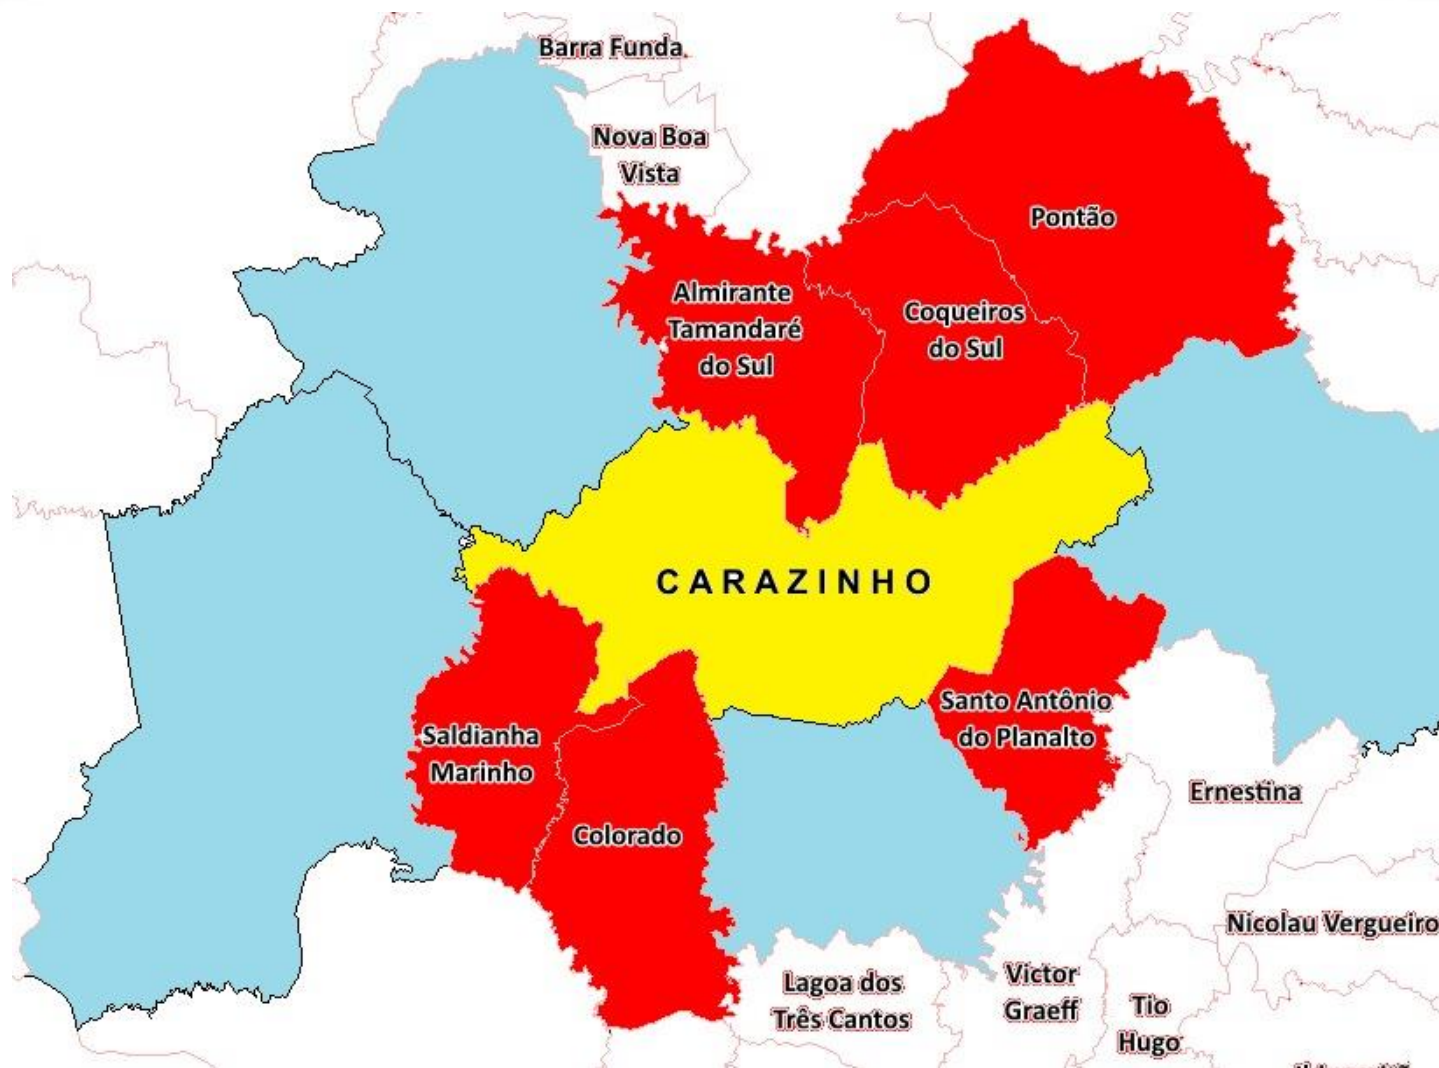 Barra Funda
Nova Boa
Vista
Pontão
Almirante
Tamandaré
do Sul
Coqueiros
do Sul
CARAZINHO
Santo Antônio
do Planalto
Saldianha
Marinho
Ernestina
Colorado
Nicolau Vergueiro
Lagoa dos
Três Cantos
Victor
Graeff
Tio
Hugo